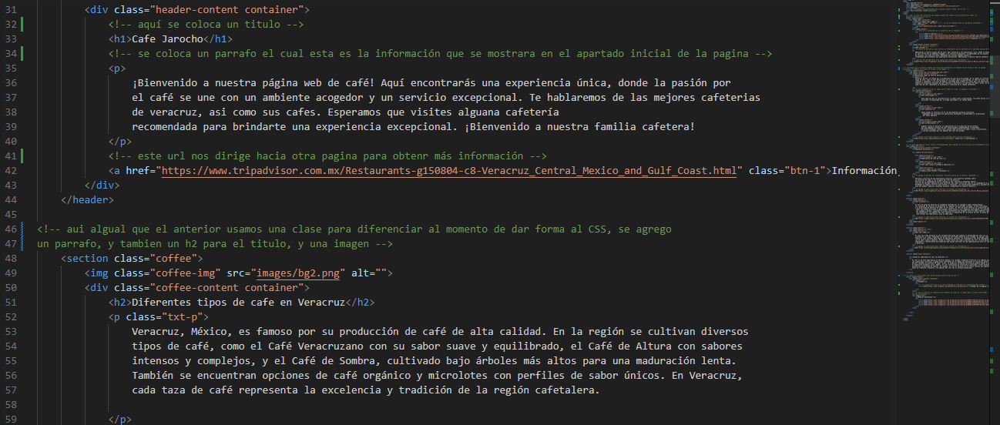 31 <div class="header-content container">
32 <!-- aquí se coloca un titulo -->
33 <h1>Cafe Jarocho</h1>
34 <!-- se coloca un parrafo el cual esta es la información que se mostrara en el apartado inicial de la pagina -->
35 <p>
36 ¡Bienvenido a nuestra página web de café! Aquí encontrarás una experiencia única, donde la pasión por
37 el café se une con un ambiente acogedor y un servicio excepcional. Te hablaremos de las mejores cafeterias
38 de veracruz, asi como sus cafes. Esperamos que visites alguana cafetería
39 recomendada para brindarte una experiencia excepcional. ¡Bienvenido a nuestra familia cafetera!
40 </p>
41 <!-- este url nos dirige hacia otra pagina para obtenr más información -->
42 <a href="https://www.tripadvisor.com.mx/Restaurants-g150804-c8-Veracruz_Central_Mexico_and_Gulf_Coast.html" class="btn-1">Información
43 </div>
44 </header>
45
46 <!-- aui algual que el anterior usamos una clase para diferenciar al momento de dar forma al CSS, se agrego
47 un parrafo, y tambien un h2 para el titulo, y una imagen -->
48 <section class="coffee">
49 <img class="coffee-img" src="images/bg2.png" alt="">
50 <div class="coffee-content container">
51 <h2>Diferentes tipos de cafe en Veracruz</h2>
52 <p class="txt-p">
53 Veracruz, México, es famoso por su producción de café de alta calidad. En la región se cultivan diversos
54 tipos de café, como el Café Veracruzano con su sabor suave y equilibrado, el Café de Altura con sabores
55 intensos y complejos, y el Café de Sombra, cultivado bajo árboles más altos para una maduración lenta.
56 También se encuentran opciones de café orgánico y microlotes con perfiles de sabor únicos. En Veracruz,
57 cada taza de café representa la excelencia y tradición de la región cafetalera.
58
59 </p>